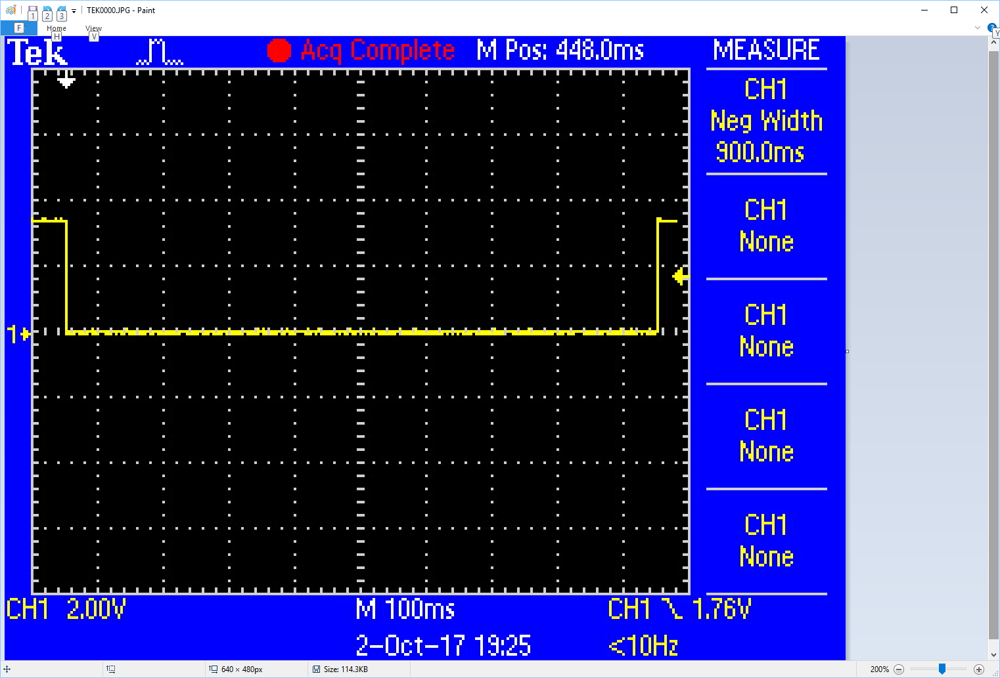 TEK0000.JPG - Paint
1 2 3
F Home View
H V Y
Tek Acq Complete M Pos: 448.0ms MEASURE
CH1
Neg Width
900.0ms
CH1
None
1
CH1
None
CH1
None
CH1
None
CH1 2.00V M 100ms CH1 1.76V
2-Oct-17 19:25 <10Hz
640 × 480px Size: 114.3KB 200%